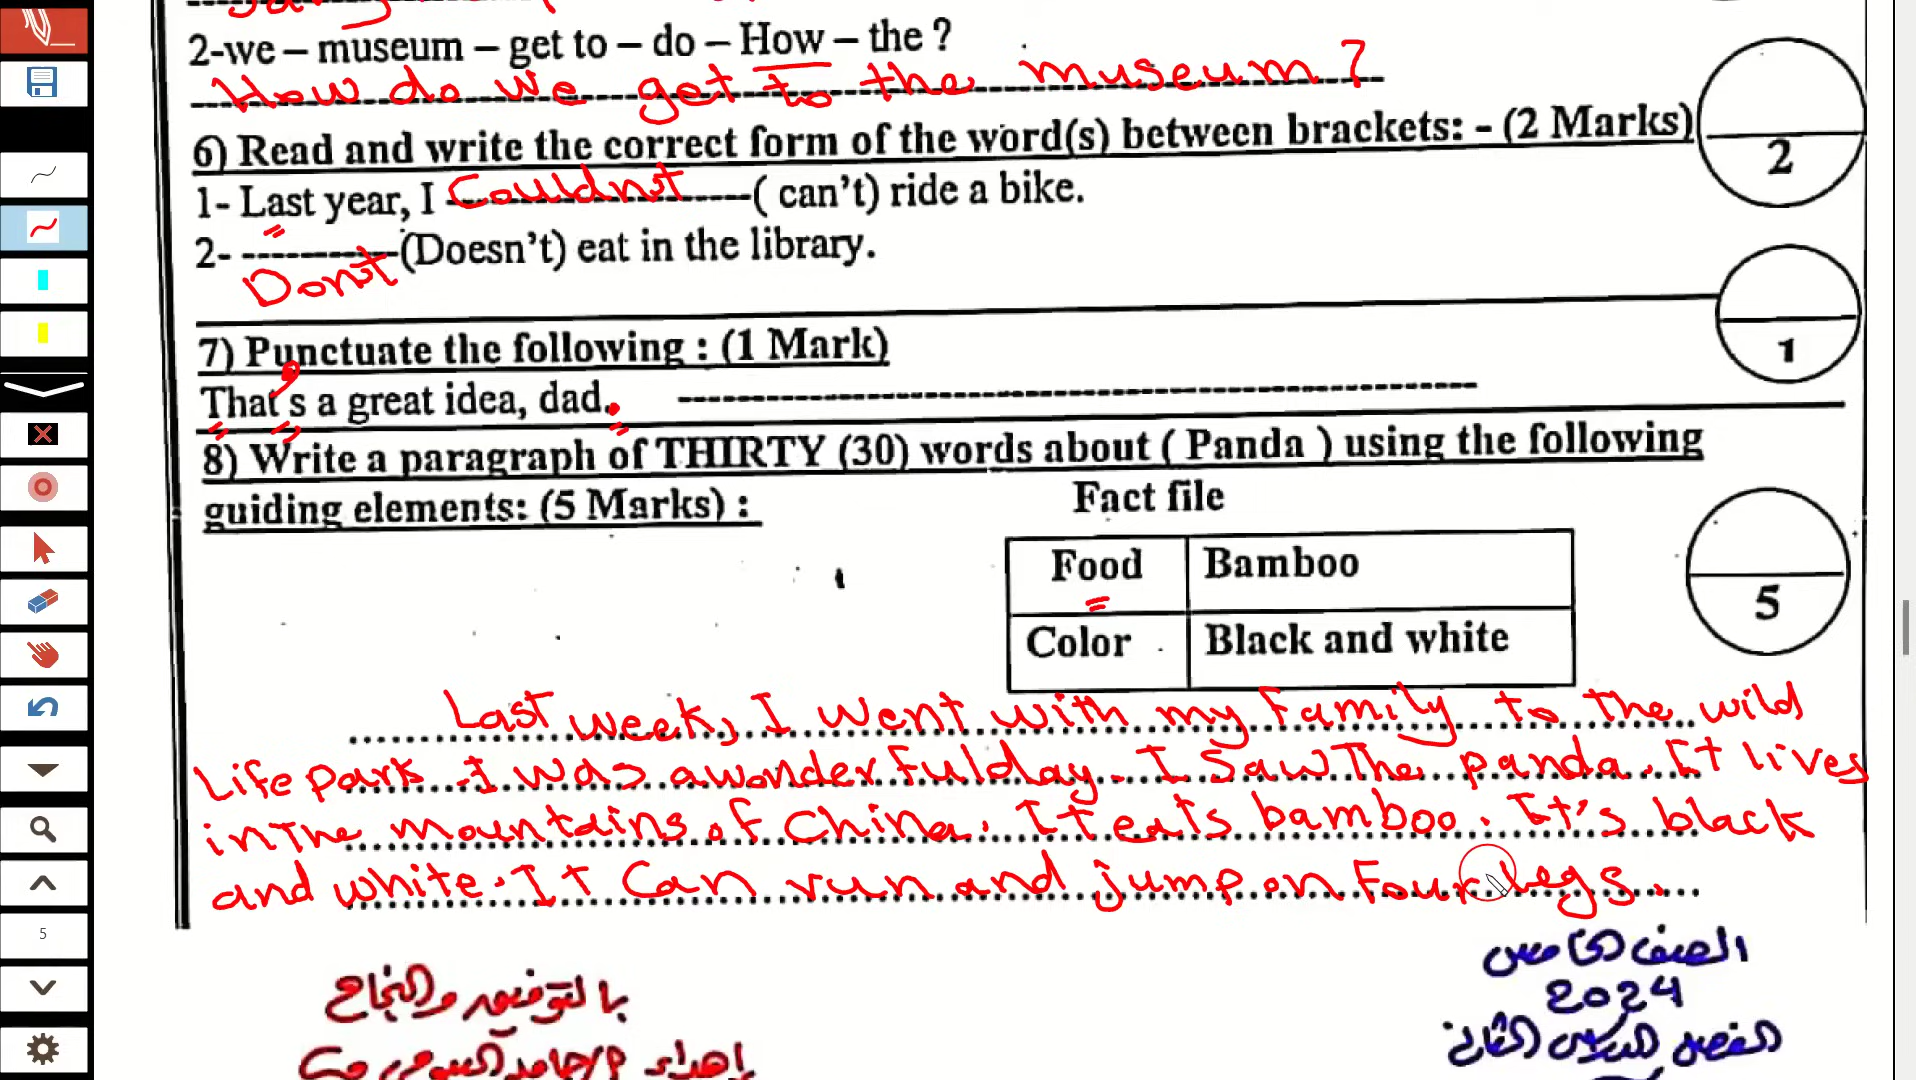 2-we – museum – get to – do – How – the ?
How do we get to the museum ?
6) Read and write the correct form of the word(s) between brackets: - (2 Marks)
2
1- Last year, I Couldn't ( can't) ride a bike.
2- Don't (Doesn't) eat in the library.
7) Punctuate the following : (1 Mark)
1
That's a great idea, dad.
8) Write a paragraph of THIRTY (30) words about ( Panda ) using the following
guiding elements: (5 Marks) :
Fact file
Food Bamboo
Color Black and white
5
Last week, I went with my family to the wild
life park. I was a wonderful day. I saw The panda. It lives
in The mountains of China. It eats bamboo. It's black
and white. It Can run and jump on Four legs.
بالتوفيق والنجاح
الصف الخامس
2024
الفصل الدراسي الثاني
إعداد
5